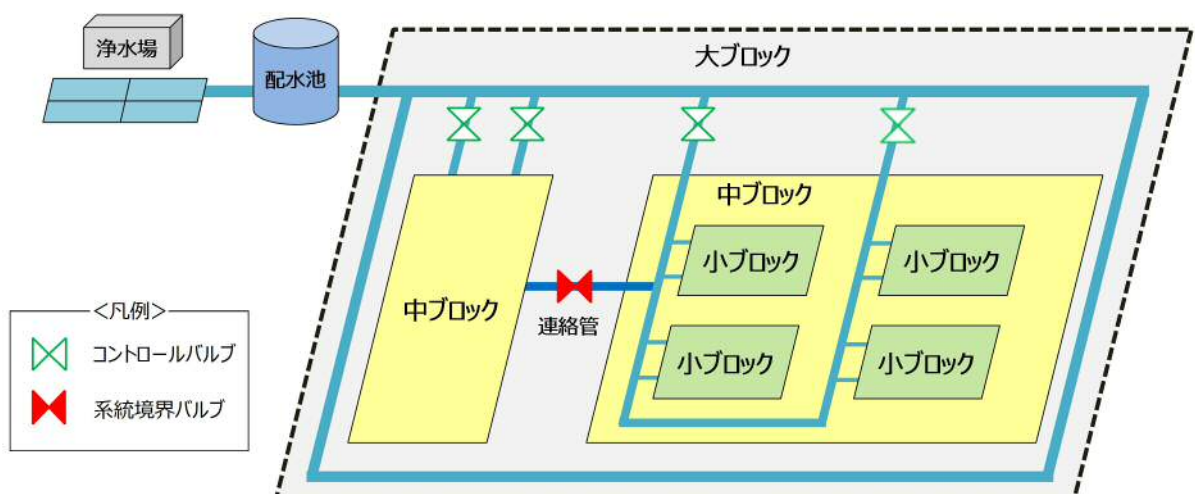 浄水場
配水池
大ブロック
中ブロック
小ブロック
小ブロック
中ブロック
連絡管
小ブロック
小ブロック
<凡例>
コントロールバルブ
系統境界バルブ